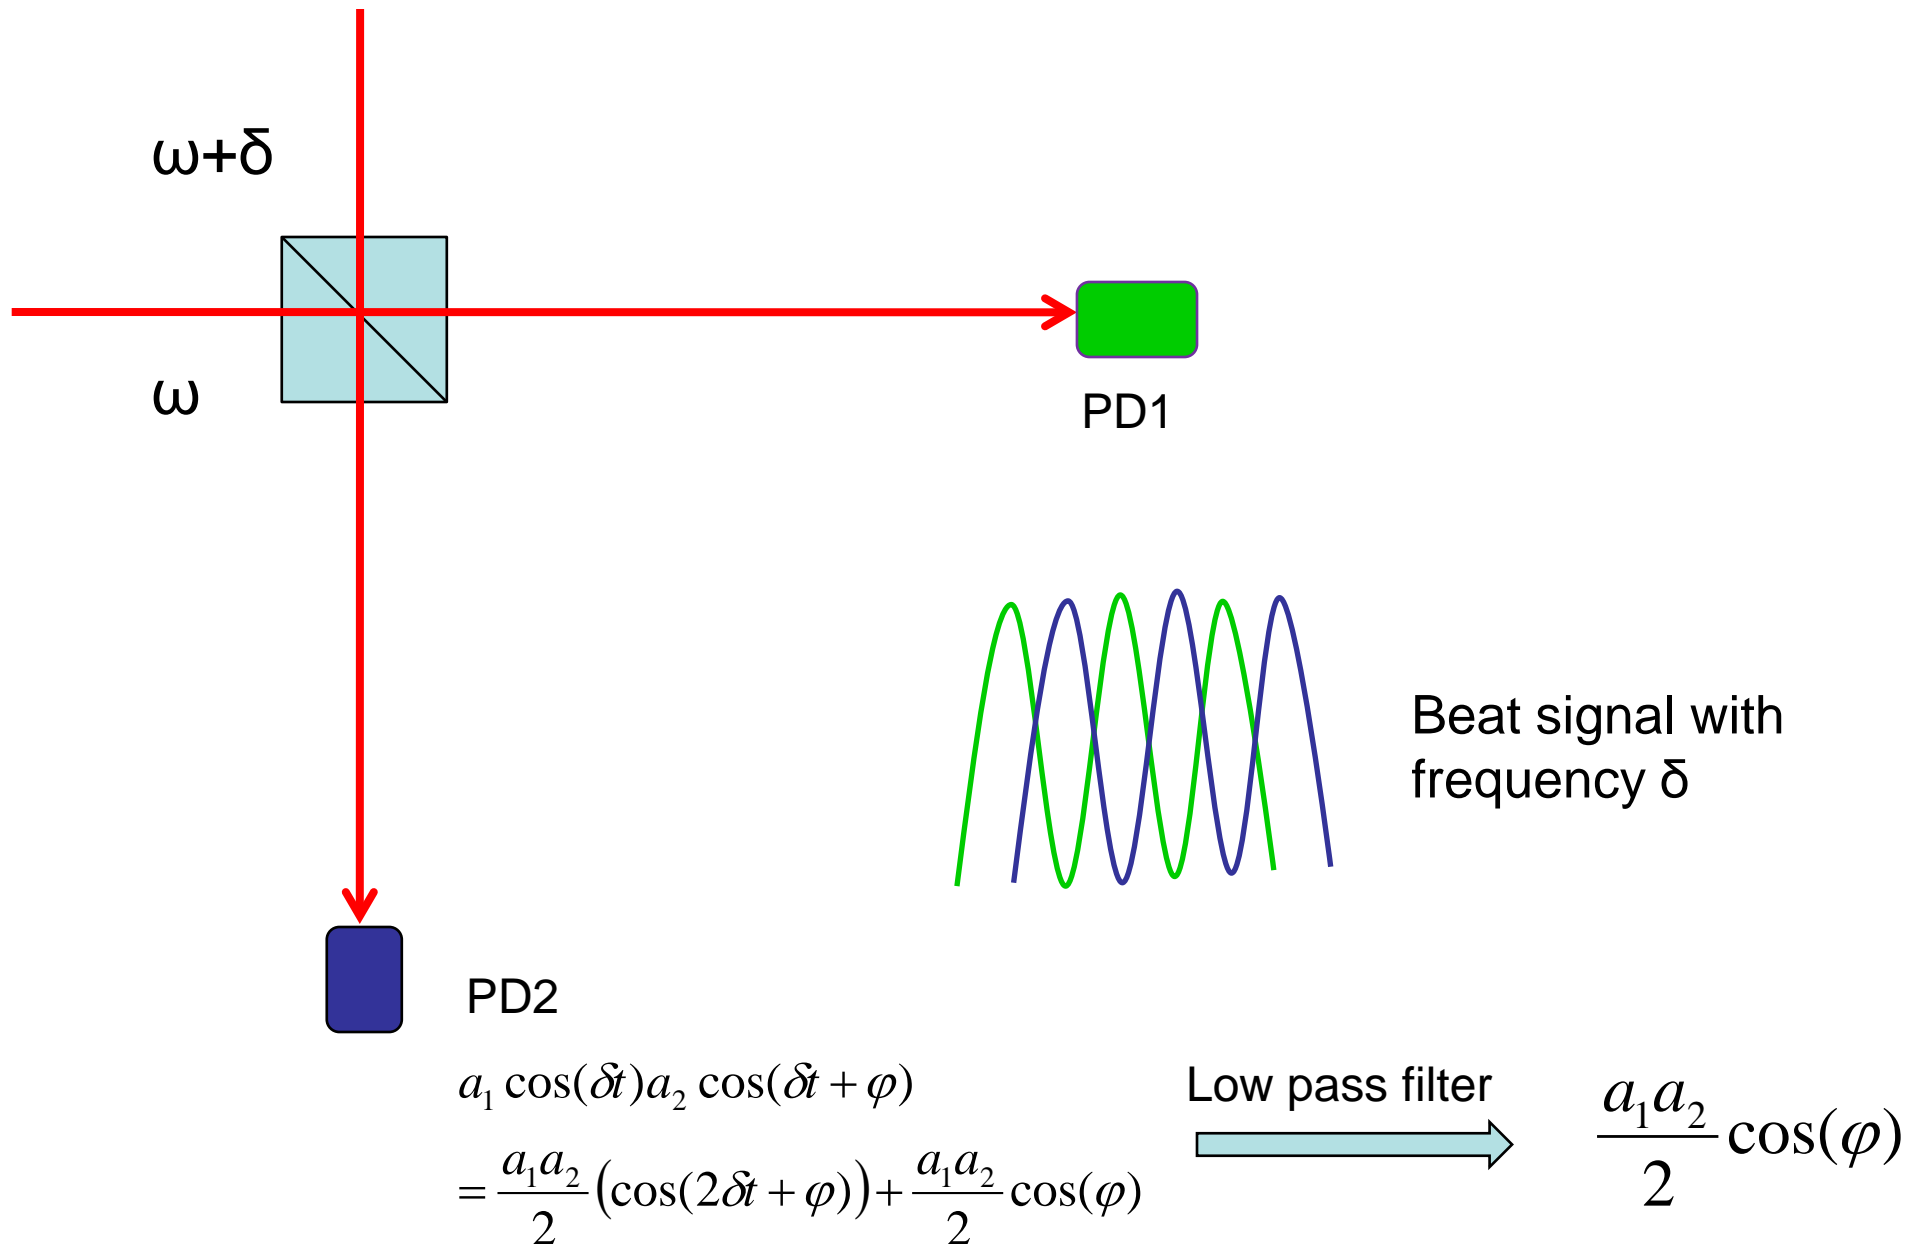 ω+δ
ω
PD1
Beat signal with
frequency δ
PD2
a₁ cos(δt)a₂ cos(δt + φ)
= a₁a₂/2 (cos(2δt + φ)) + a₁a₂/2 cos(φ)
Low pass filter
a₁a₂/2 cos(φ)